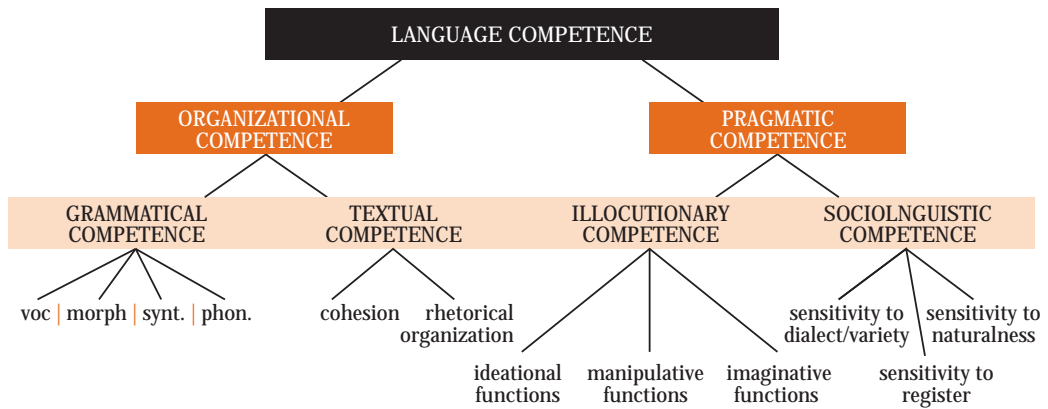 LANGUAGE COMPETENCE
ORGANIZATIONAL
COMPETENCE
PRAGMATIC
COMPETENCE
GRAMMATICAL
COMPETENCE
TEXTUAL
COMPETENCE
ILLOCUTIONARY
COMPETENCE
SOCIOLNGUISTIC
COMPETENCE
voc | morph | synt. | phon.
cohesion
rhetorical
organization
ideational
functions
manipulative
functions
imaginative
functions
sensitivity to
dialect/variety
sensitivity to
register
sensitivity to
naturalness